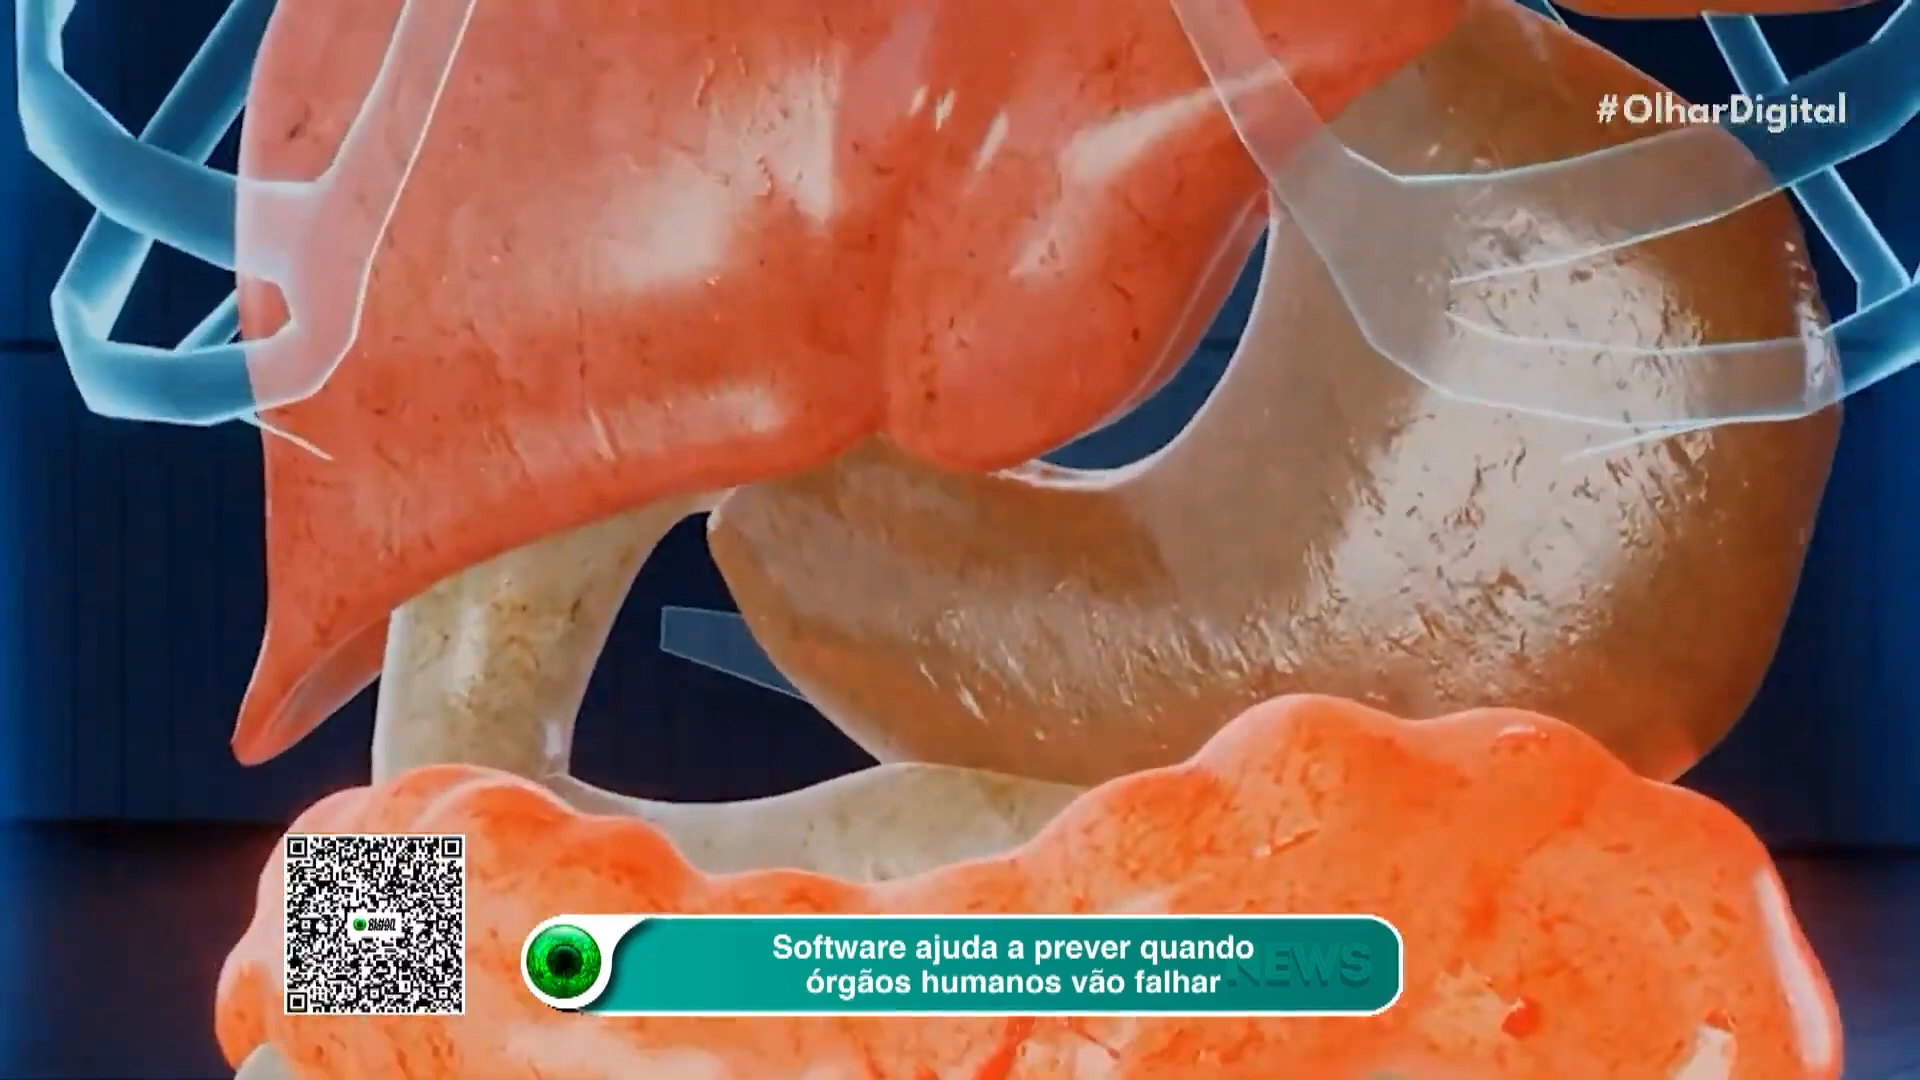 #OlharDigital
Software ajuda a prever quando
órgãos humanos vão falhar
NEWS